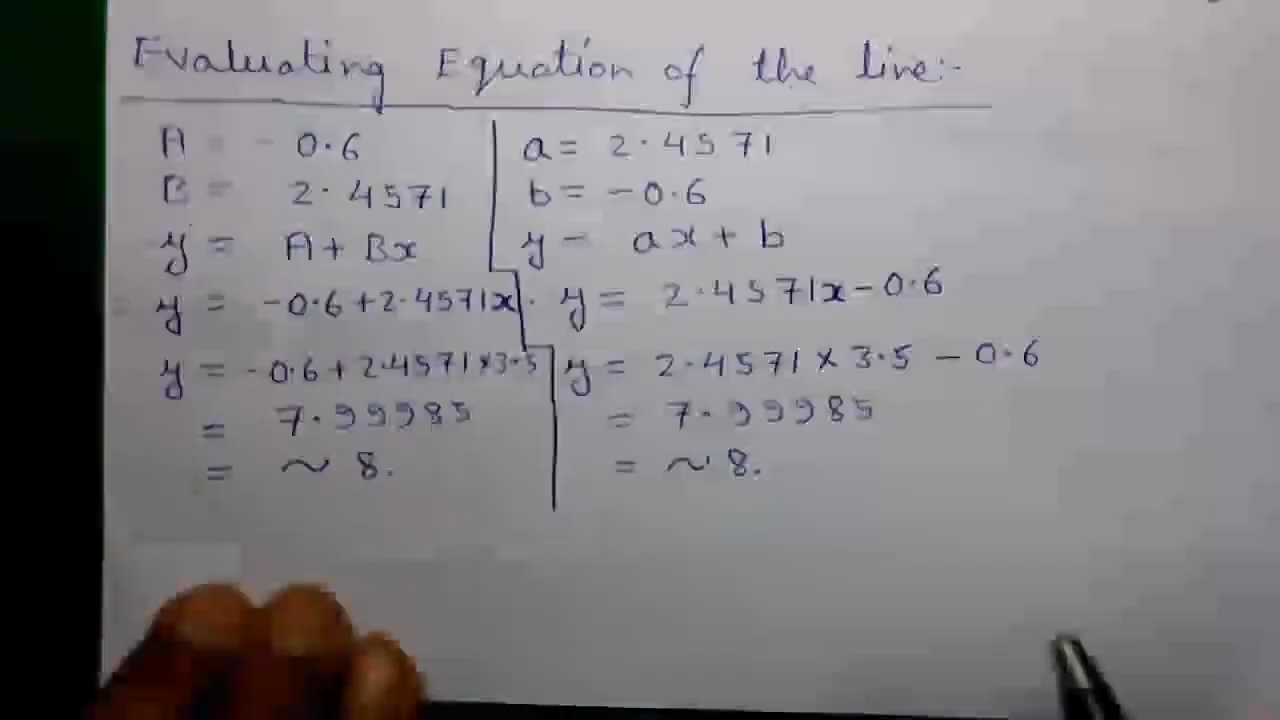 Evaluating Equation of the line:-
A = - 0.6
B = 2.4571
y = A + Bx
y = -0.6 + 2.4571x.
y = -0.6 + 2.4571 x 3.5
= 7.99985
= ~ 8.
a = 2.4571
b = -0.6
y = ax + b
y = 2.4571x - 0.6
y = 2.4571 x 3.5 - 0.6
= 7.99985
= ~ 8.